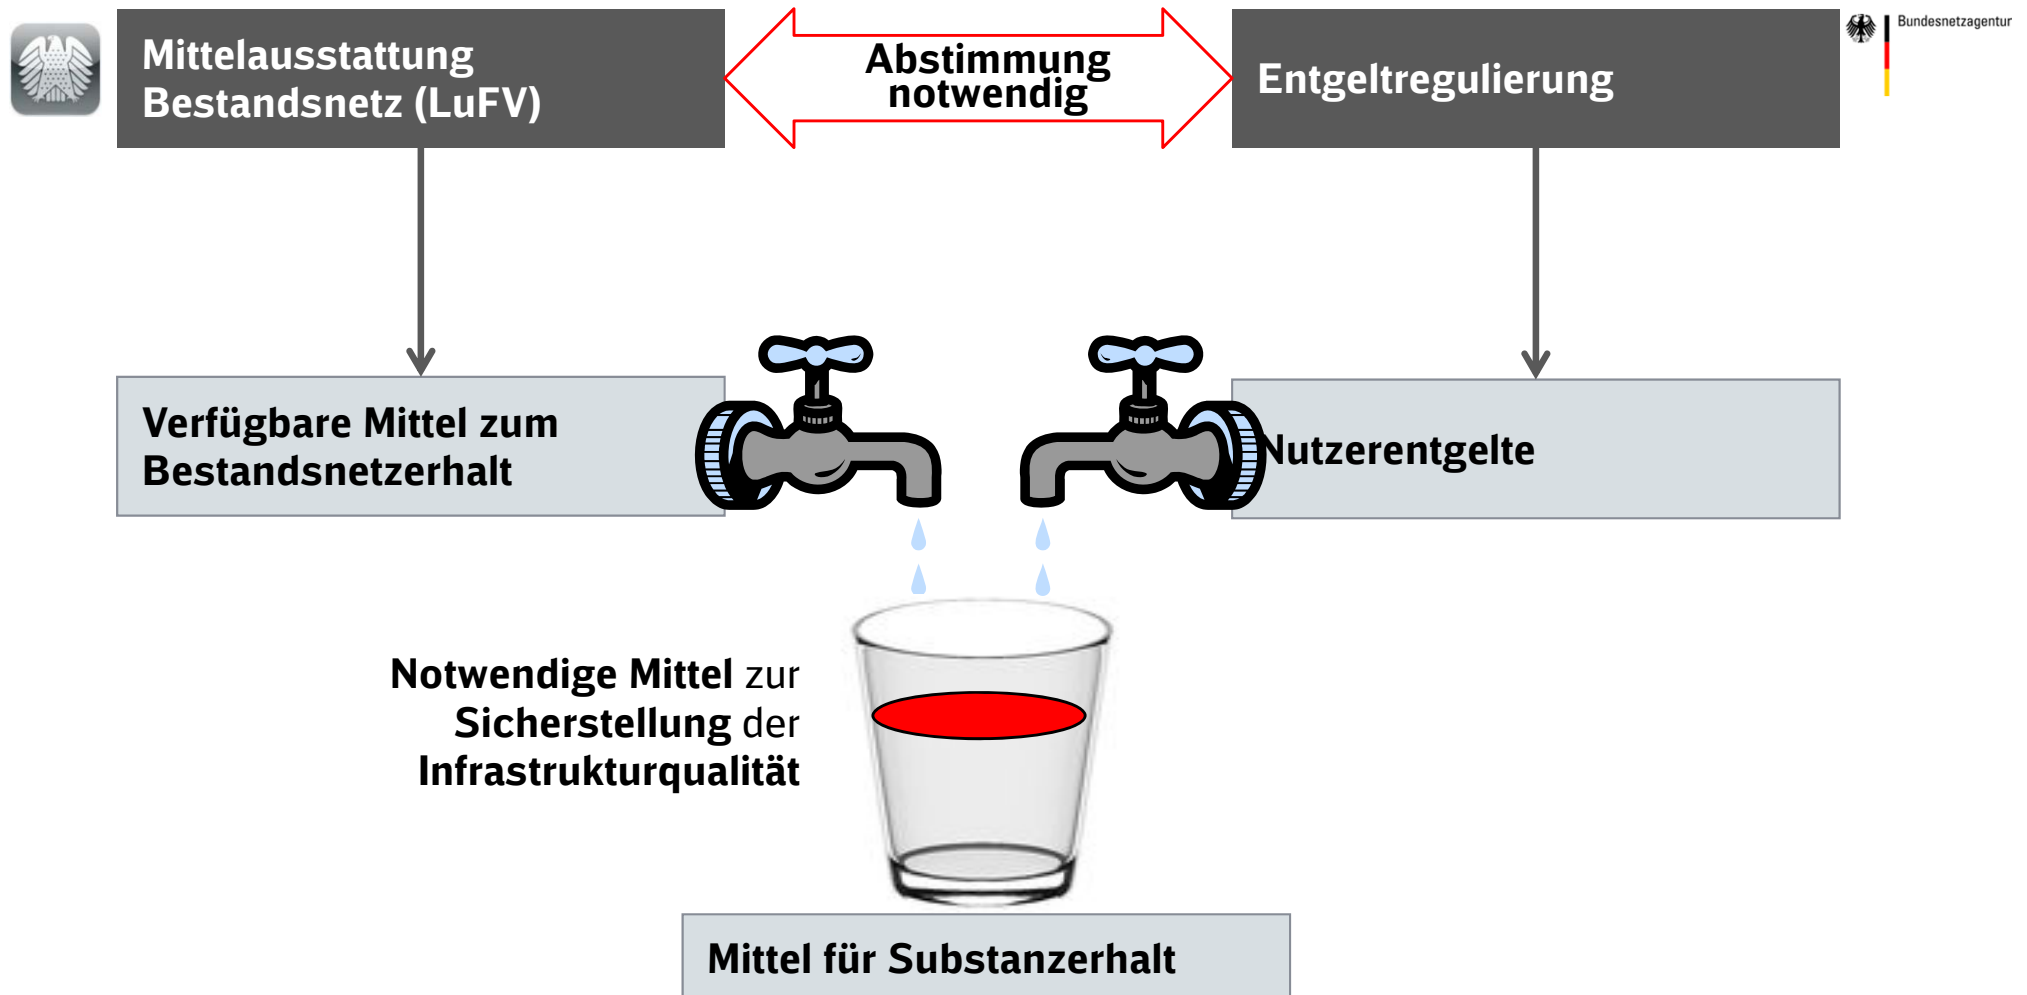 Mittelausstattung
Bestandsnetz (LuFV)
Abstimmung
notwendig
Entgeltregulierung
Bundesnetzagentur
Verfügbare Mittel zum
Bestandsnetzerhalt
Nutzerentgelte
Notwendige Mittel zur
Sicherstellung der
Infrastrukturqualität
Mittel für Substanzerhalt